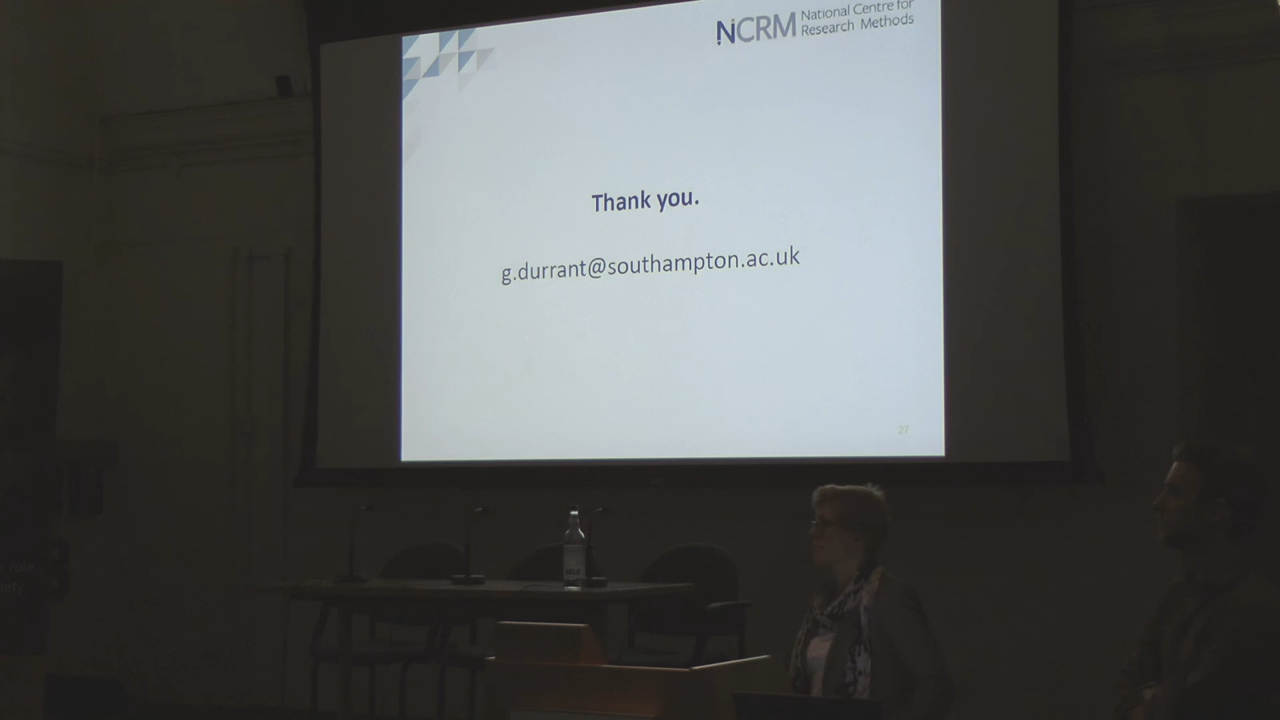 NCRM National Centre for
Research Methods
Thank you.
g.durrant@southampton.ac.uk
27